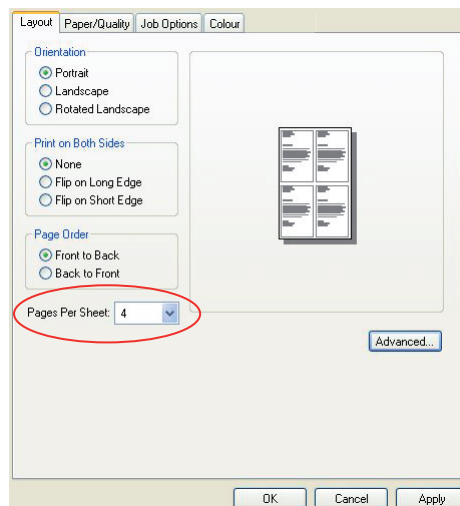 Layout Paper/Quality Job Options Colour
Orientation
Portrait
Landscape
Rotated Landscape
Print on Both Sides
None
Flip on Long Edge
Flip on Short Edge
Page Order
Front to Back
Back to Front
Pages Per Sheet: 4
Advanced...
OK Cancel Apply